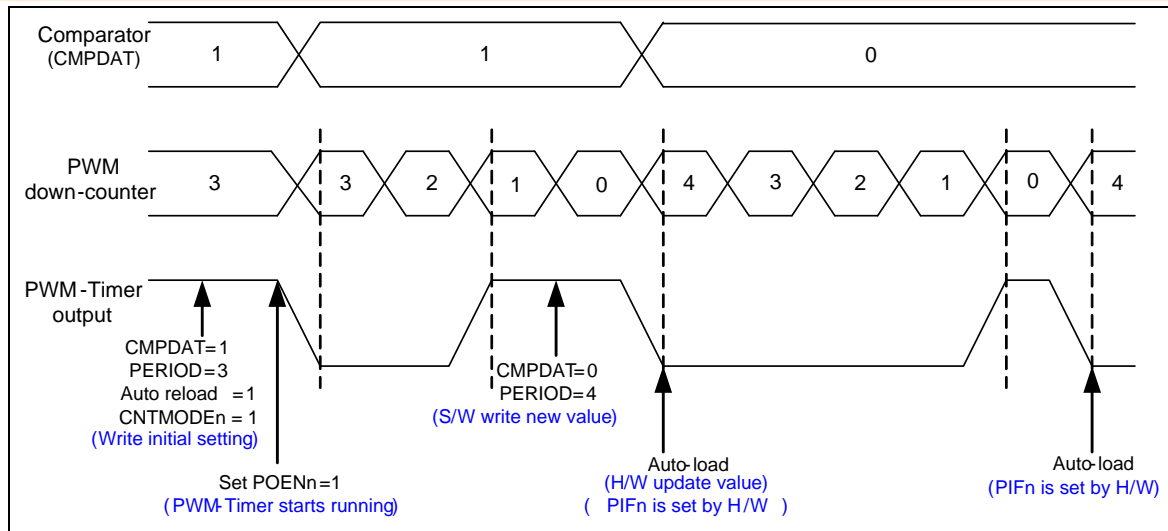 Comparator
(CMPDAT)
1
1
0
PWM
down-counter
3
3
2
1
0
4
3
2
1
0
4
PWM-Timer
output
CMPDAT=1
PERIOD=3
Auto reload =1
CNTMODEn = 1
(Write initial setting)
CMPDAT=0
PERIOD=4
(S/W write new value)
Set POENn=1
(PWM-Timer starts running)
Auto-load
(H/W update value)
( PIFn is set by H/W )
Auto-load
(PIFn is set by H/W)